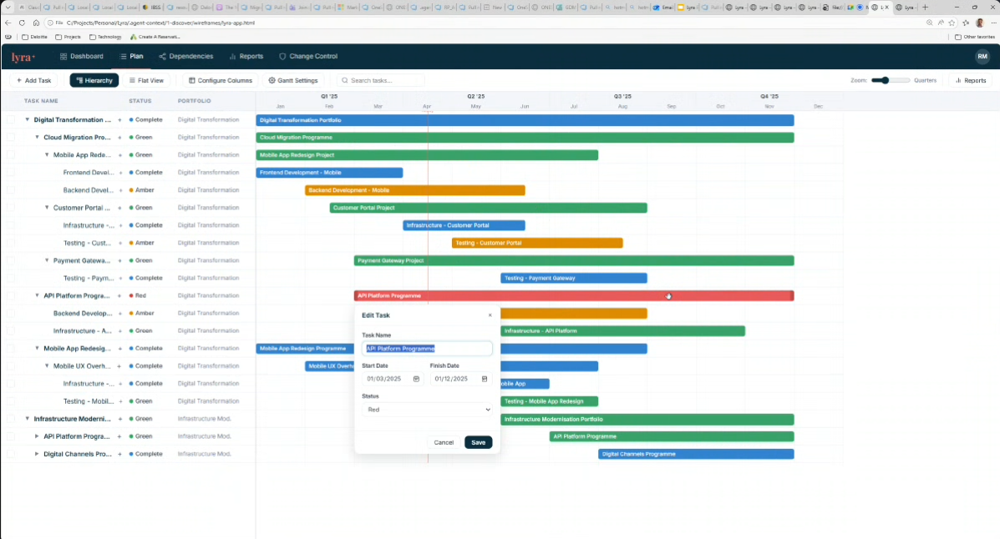 File C:/Projects/Personal/Lyra/.agent-context/1-discover/wireframes/lyra-app.html
Deloitte Projects Technology Create A Reservati... Other favorites
lyra+ Dashboard Plan Dependencies Reports Change Control RM
+ Add Task Hierarchy Flat View Configure Columns Gantt Settings Search tasks... Zoom: Quarters Reports
TASK NAME STATUS PORTFOLIO Q1 '25 Q2 '25 Q3 '25 Q4 '25
Jan Feb Mar Apr May Jun Jul Aug Sep Oct Nov Dec
Digital Transformation ... + Complete Digital Transformation Digital Transformation Portfolio
Cloud Migration Pro... + Green Digital Transformation Cloud Migration Programme
Mobile App Rede... + Green Digital Transformation Mobile App Redesign Project
Frontend Devel... + Complete Digital Transformation Frontend Development - Mobile
Backend Devel... + Amber Digital Transformation Backend Development - Mobile
Customer Portal ... + Green Digital Transformation Customer Portal Project
Infrastructure -... + Complete Digital Transformation Infrastructure - Customer Portal
Testing - Cust... + Amber Digital Transformation Testing - Customer Portal
Payment Gatewa... + Green Digital Transformation Payment Gateway Project
Testing - Paym... + Complete Digital Transformation Testing - Payment Gateway
API Platform Progra... + Red Digital Transformation API Platform Programme
Backend Develop... + Amber Digital Transformation
Infrastructure - A... + Green Digital Transformation Infrastructure - API Platform
Mobile App Redesig... + Complete Digital Transformation Mobile App Redesign Programme
Mobile UX Overh... + Complete Digital Transformation Mobile UX Overh
Infrastructure -... + Complete Digital Transformation obile App
Testing - Mobil... + Green Digital Transformation Testing - Mobile App Redesign
Infrastructure Moderni... + Green Infrastructure Mod. Infrastructure Modernisation Portfolio
API Platform Progra... + Green Infrastructure Mod. API Platform Programme
Digital Channels Pro... + Complete Infrastructure Mod. Digital Channels Programme
Edit Task ×
Task Name
API Platform Programme
Start Date Finish Date
01/03/2025 01/12/2025
Status
Red
Cancel Save